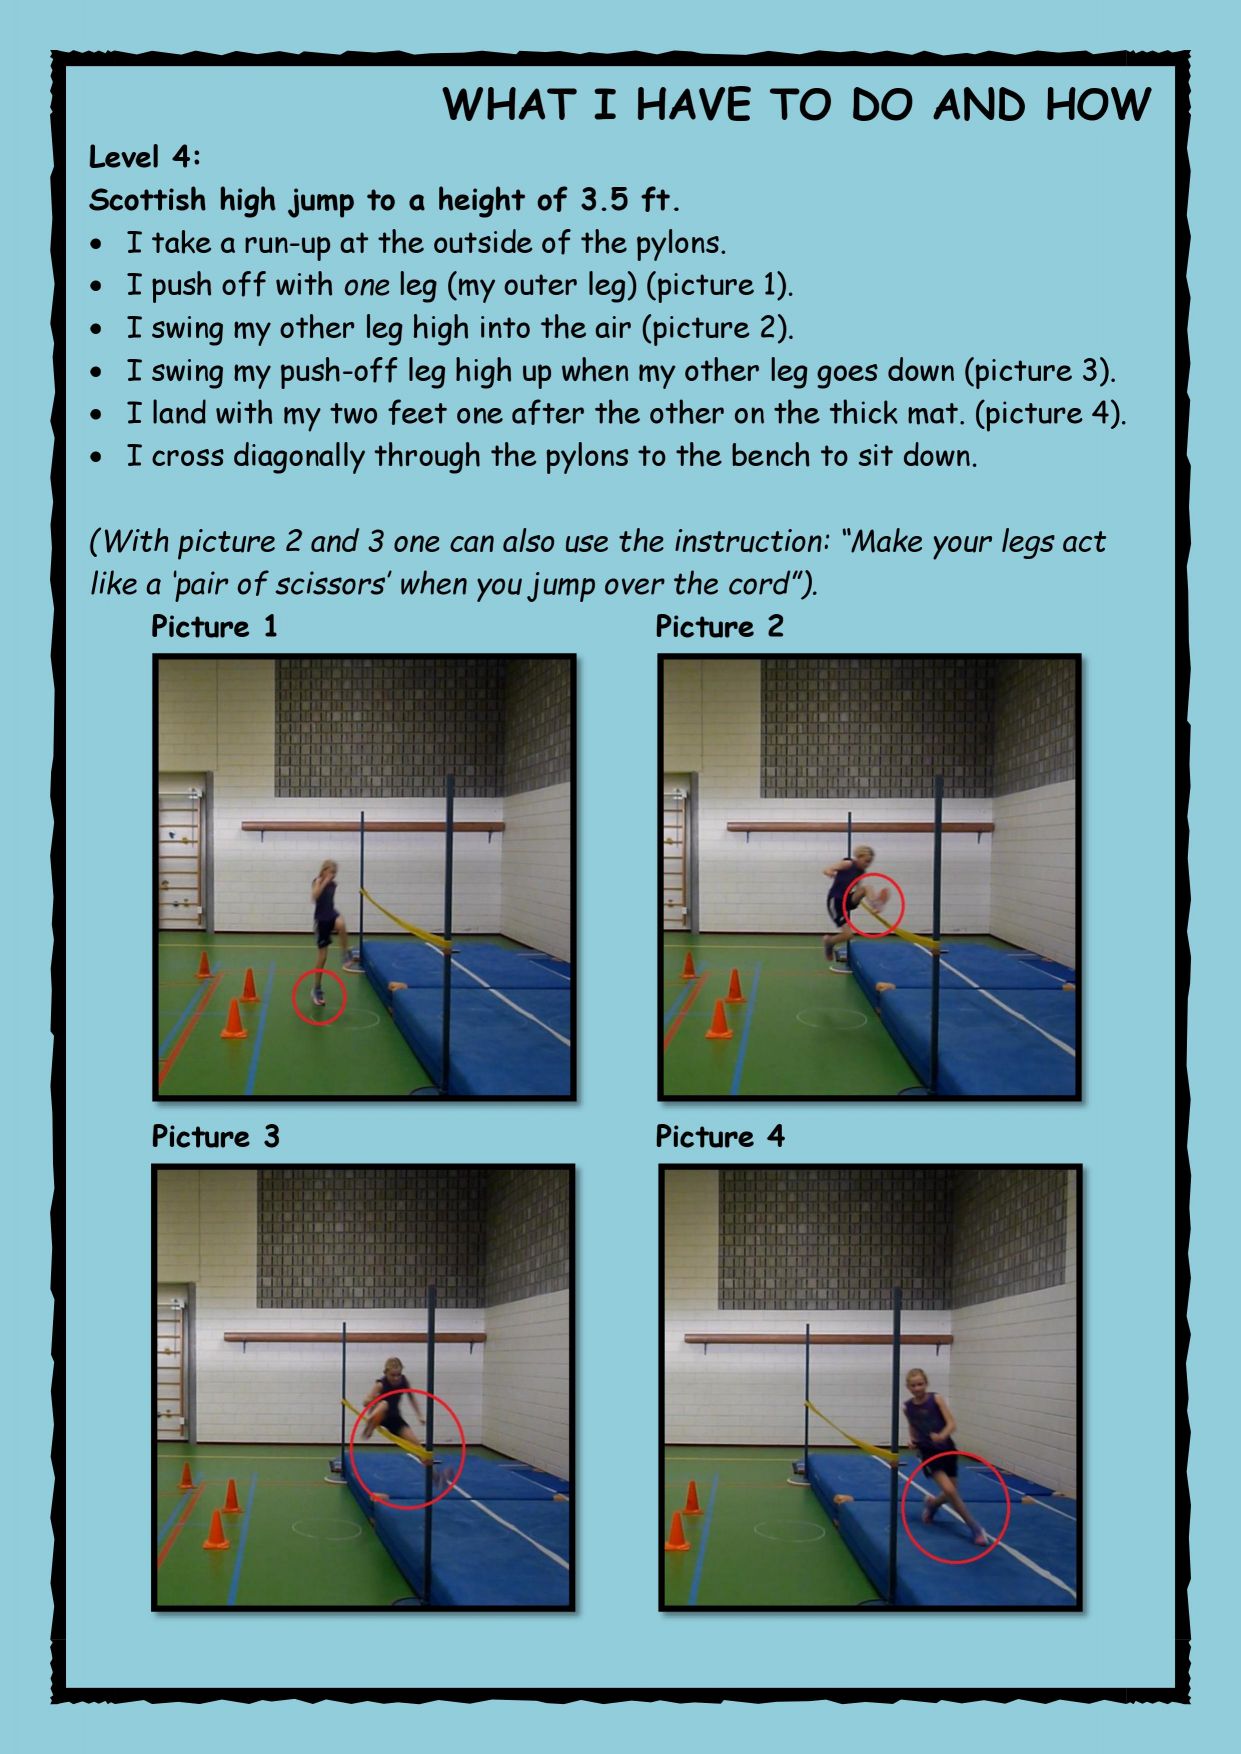 WHAT I HAVE TO DO AND HOW
Level 4:
Scottish high jump to a height of 3.5 ft.
• I take a run-up at the outside of the pylons.
• I push off with one leg (my outer leg) (picture 1).
• I swing my other leg high into the air (picture 2).
• I swing my push-off leg high up when my other leg goes down (picture 3).
• I land with my two feet one after the other on the thick mat. (picture 4).
• I cross diagonally through the pylons to the bench to sit down.
(With picture 2 and 3 one can also use the instruction: “Make your legs act
like a ‘pair of scissors’ when you jump over the cord”).
Picture 1
Picture 2
Picture 3
Picture 4